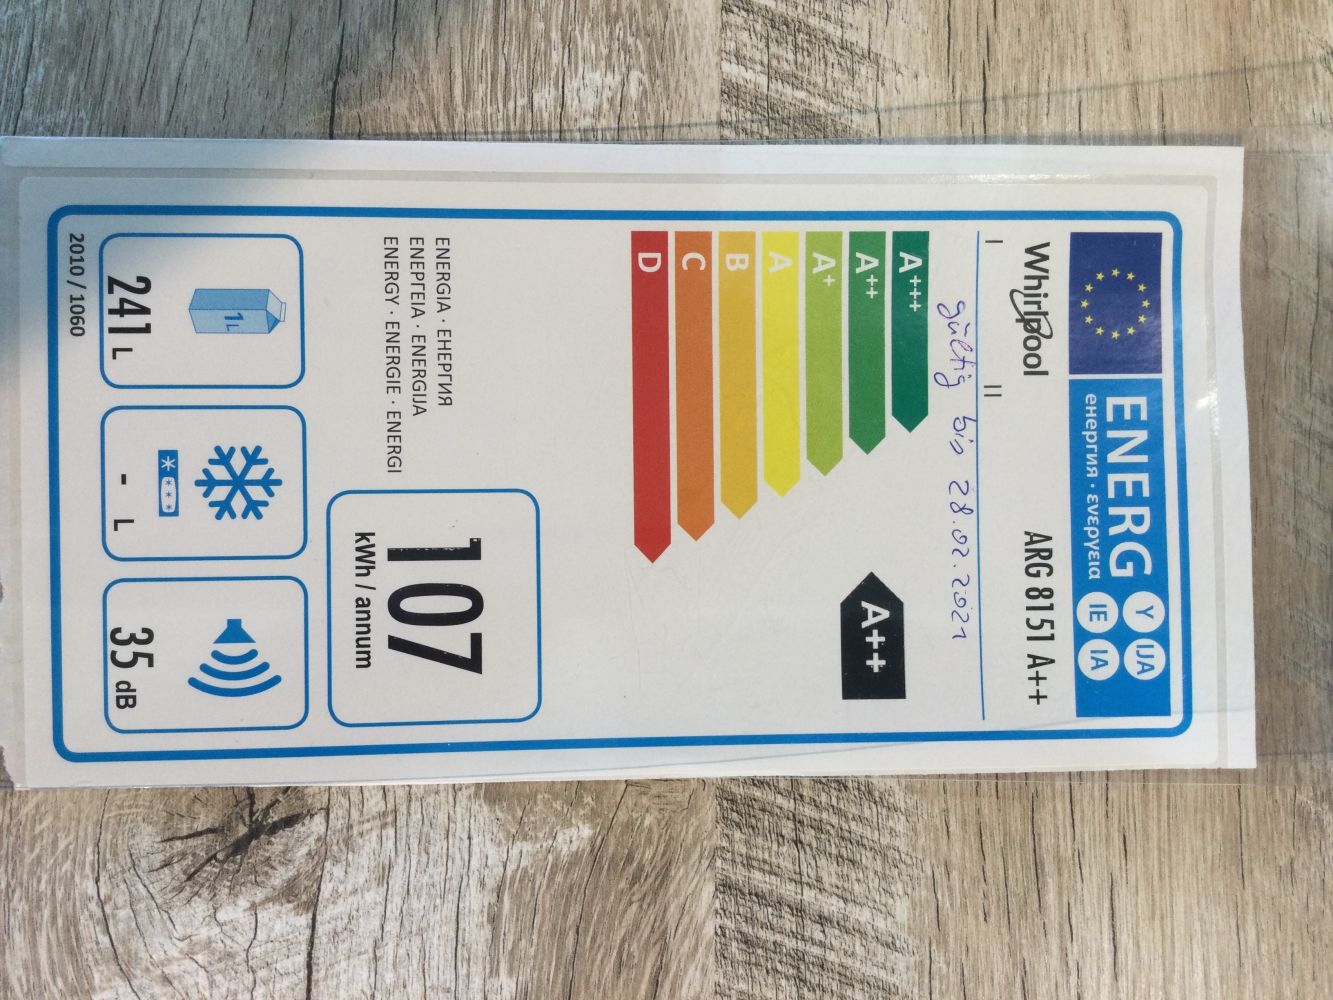 ENERG
енергия · ενεργεια
Y
IJA
IE
IA
Whirlpool
ARG 8151 A++
I
II
gültig bis 28.02.2021
A+++
A++
A+
A
B
C
D
A++
ENERGIA · ЕНЕРГИЯ
ΕΝΕΡΓΕΙΑ · ENERGIJA
ENERGY · ENERGIE · ENERGI
107
kWh / annum
1L
241 L
- L
35 dB
2010 / 1060